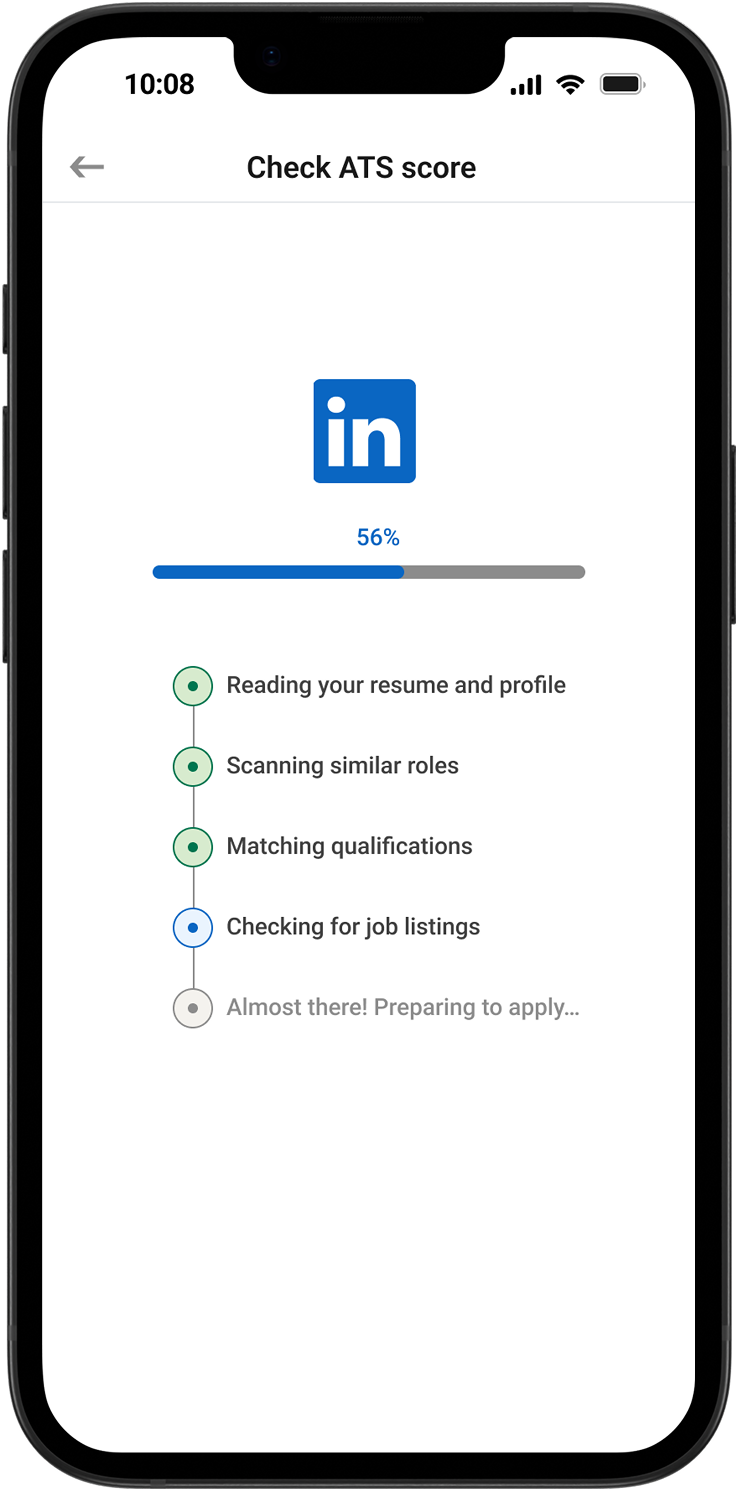 10:08
Check ATS score
in
56%
Reading your resume and profile
Scanning similar roles
Matching qualifications
Checking for job listings
Almost there! Preparing to apply...